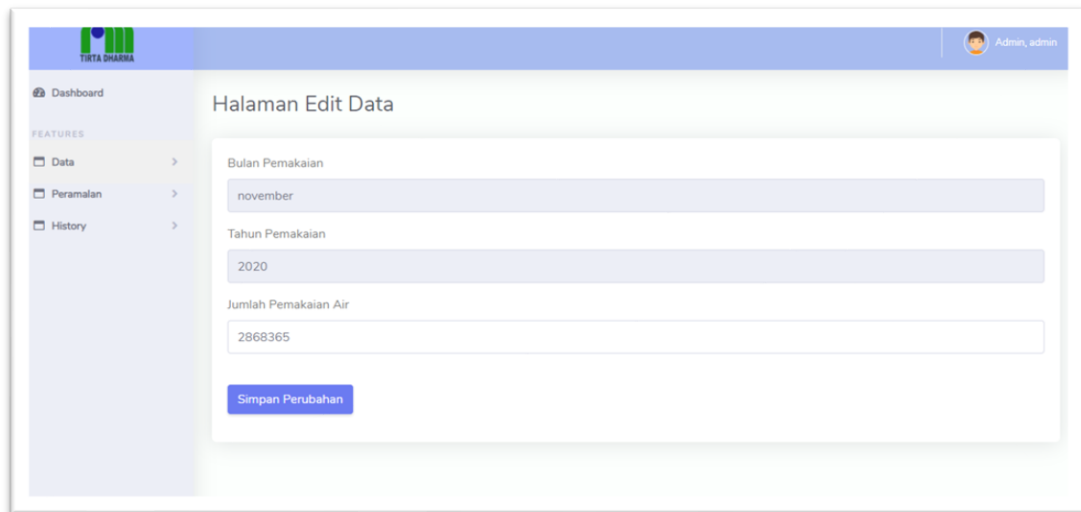 TIRTA DHARMA
Admin, admin
Dashboard
FEATURES
Data
Peramalan
History
Halaman Edit Data
Bulan Pemakaian
november
Tahun Pemakaian
2020
Jumlah Pemakaian Air
2868365
Simpan Perubahan